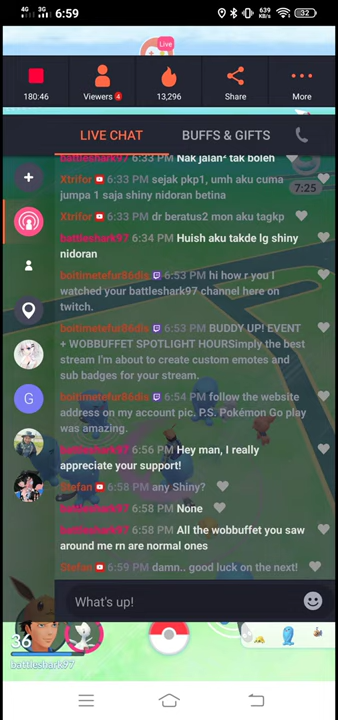 4G 3G 6:59 639 KB/s 32
Live
180:46 Viewers 4 13,296 Share More
LIVE CHAT BUFFS & GIFTS
battleshark97 6:33 PM Nak jalan² tak boleh
Xtrifor 6:33 PM sejak pkp1, umh aku cuma
jumpa 1 saja shiny nidoran betina
7:25
Xtrifor 6:33 PM dr beratus2 mon aku tagkp
battleshark97 6:34 PM Huish aku takde lg shiny
nidoran
boitimetefur86dis 6:53 PM hi how r you I
watched your battleshark97 channel here on
twitch.
boitimetefur86dis 6:53 PM BUDDY UP! EVENT
+ WOBBUFFET SPOTLIGHT HOURSimply the best
stream I'm about to create custom emotes and
sub badges for your stream.
boitimetefur86dis 6:54 PM follow the website
address on my account pic. P.S. Pokémon Go play
was amazing.
battleshark97 6:56 PM Hey man, I really
appreciate your support!
Stefan 6:58 PM any Shiny?
battleshark97 6:58 PM None
battleshark97 6:58 PM All the wobbuffet you saw
around me rn are normal ones
Stefan 6:59 PM damn.. good luck on the next!
G
What's up!
36
battleshark97